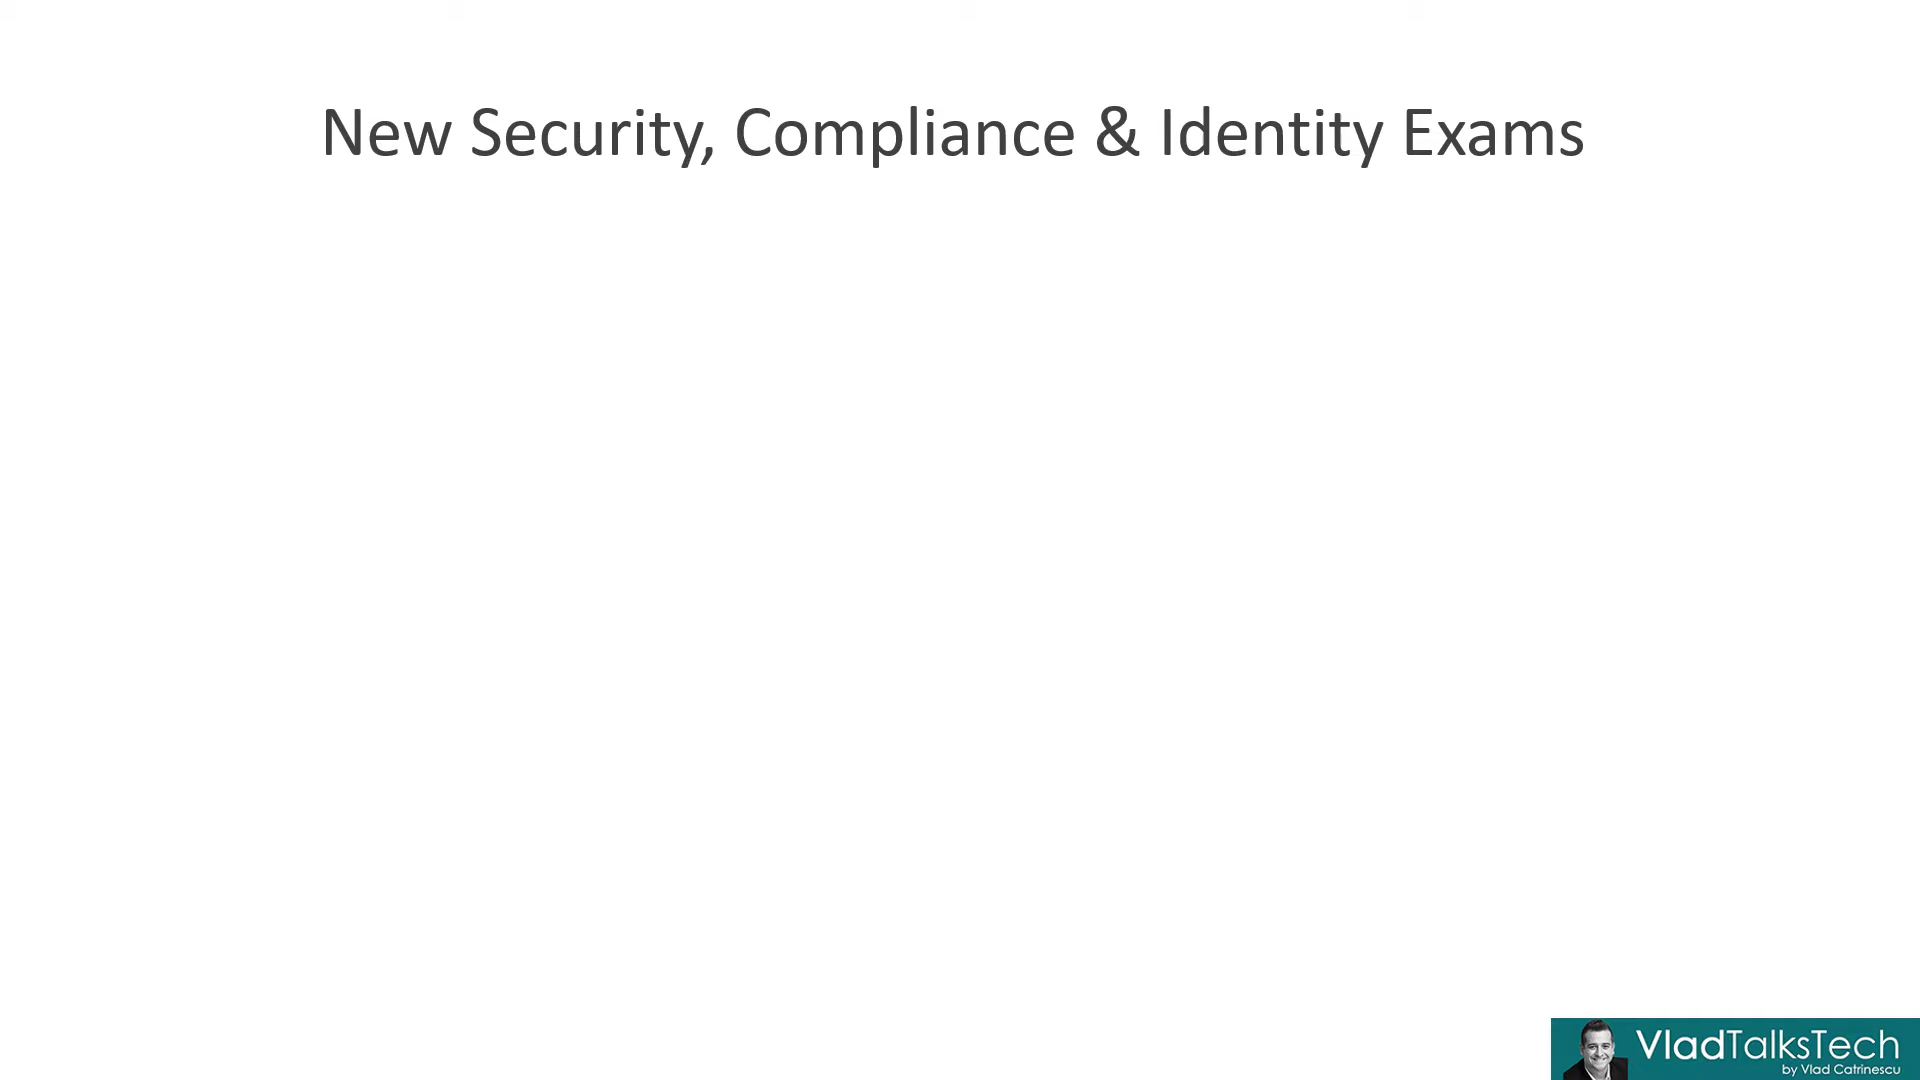 New Security, Compliance & Identity Exams
VladTalksTech
by Vlad Catrinescu